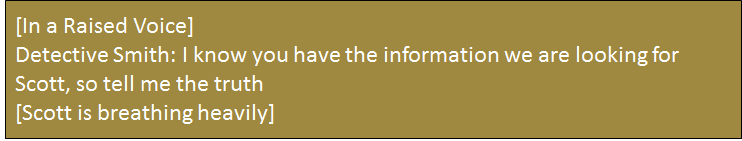 [In a Raised Voice]
Detective Smith: I know you have the information we are looking for
Scott, so tell me the truth
[Scott is breathing heavily]